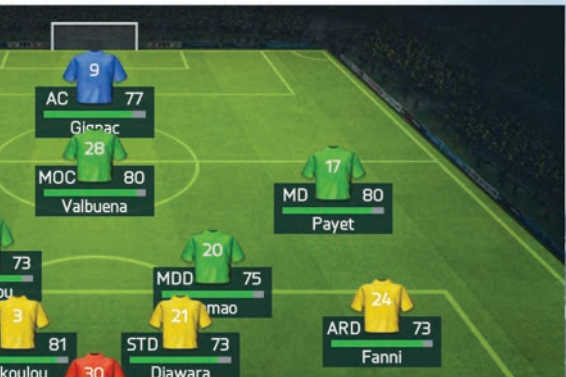 9
AC 77
Gignac
28
MOC 80
Valbuena
17
MD 80
Payet
20
MDD 75
mao
73
ou
3
81
koulou
21
STD 73
Diawara
24
ARD 73
Fanni
30